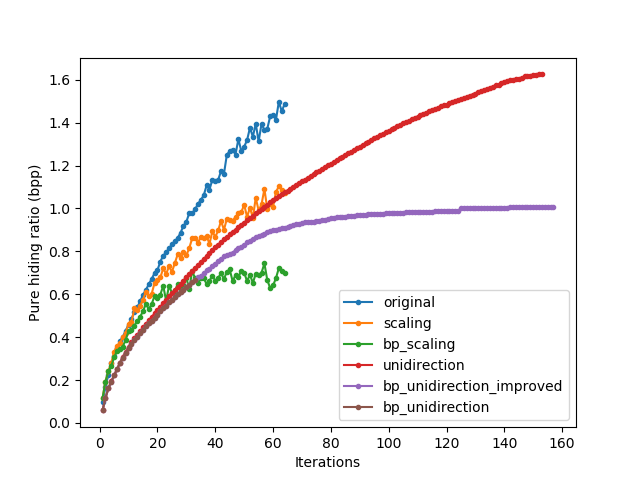 1.6
1.4
1.2
1.0
0.8
0.6
0.4
0.2
0.0
Pure hiding ratio (bpp)
original
scaling
bp_scaling
unidirection
bp_unidirection_improved
bp_unidirection
0 20 40 60 80 100 120 140 160
Iterations